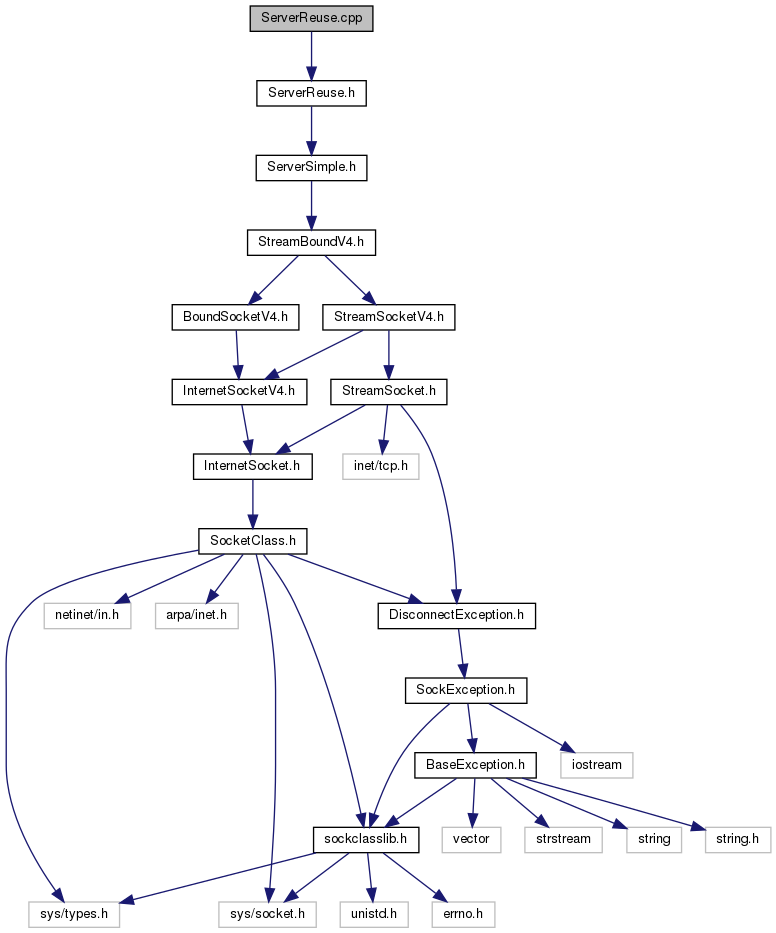 ServerReuse.cpp
ServerReuse.h
ServerSimple.h
StreamBoundV4.h
BoundSocketV4.h
StreamSocketV4.h
InternetSocketV4.h
StreamSocket.h
InternetSocket.h
inet/tcp.h
SocketClass.h
netinet/in.h
arpa/inet.h
DisconnectException.h
SockException.h
BaseException.h
iostream
sockclasslib.h
vector
strstream
string
string.h
sys/types.h
sys/socket.h
unistd.h
errno.h